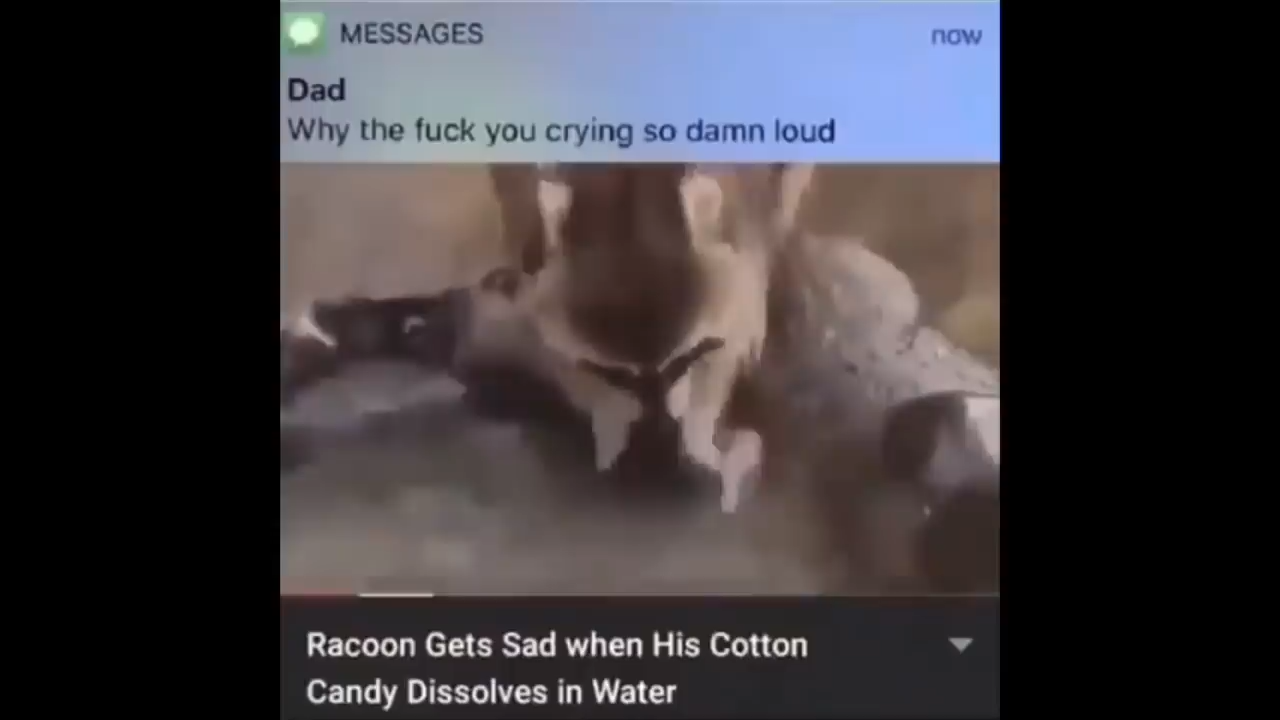 MESSAGES
now
Dad
Why the fuck you crying so damn loud
Racoon Gets Sad when His Cotton
Candy Dissolves in Water